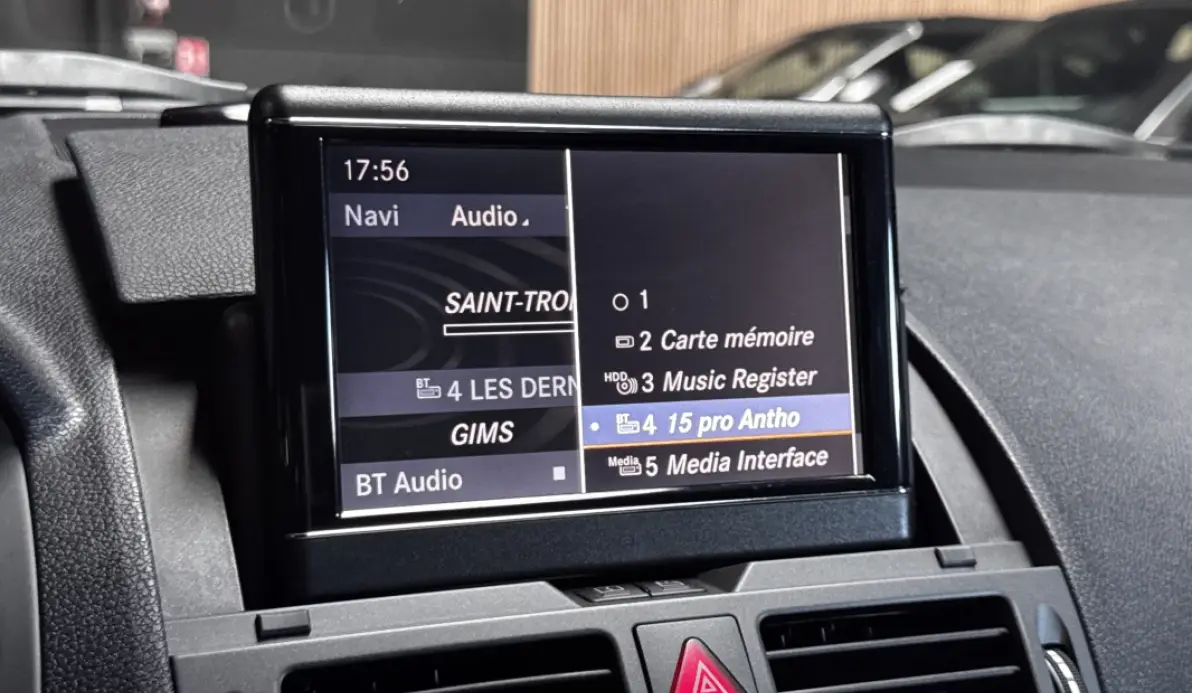 17:56
Navi Audio
SAINT-TRO
BT 4 LES DERN
GIMS
BT Audio
1
2 Carte mémoire
HDD 3 Music Register
BT 4 15 pro Antho
Media 5 Media Interface